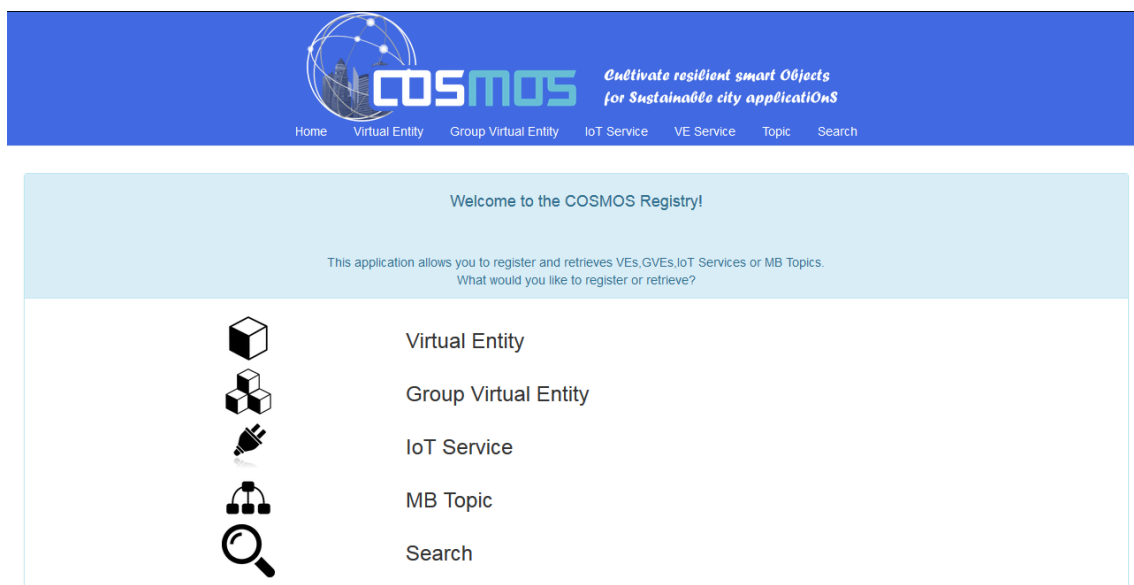 COSMOS
Cultivate resilient smart Objects
for Sustainable city applicatiOnS
Home Virtual Entity Group Virtual Entity IoT Service VE Service Topic Search
Welcome to the COSMOS Registry!
This application allows you to register and retrieves VEs,GVEs,IoT Services or MB Topics.
What would you like to register or retrieve?
Virtual Entity
Group Virtual Entity
IoT Service
MB Topic
Search